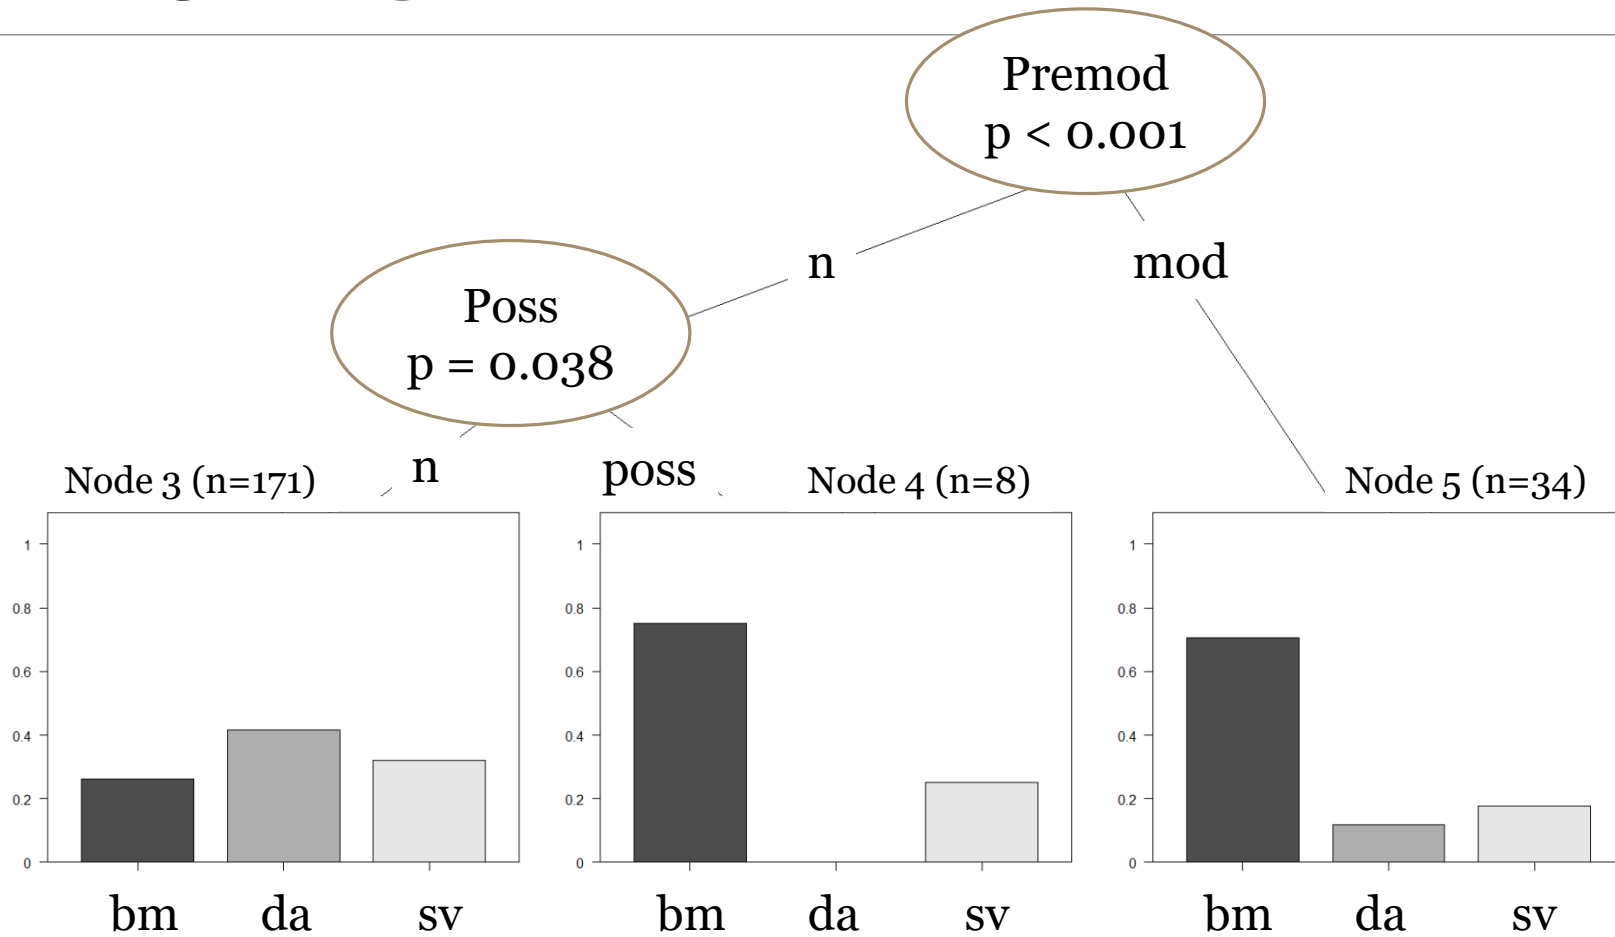 Premod
p < 0.001
n
mod
Poss
p = 0.038
n
poss
Node 3 (n=171)
Node 4 (n=8)
Node 5 (n=34)
1
0.8
0.6
0.4
0.2
0
1
0.8
0.6
0.4
0.2
0
1
0.8
0.6
0.4
0.2
0
bm da sv
bm da sv
bm da sv